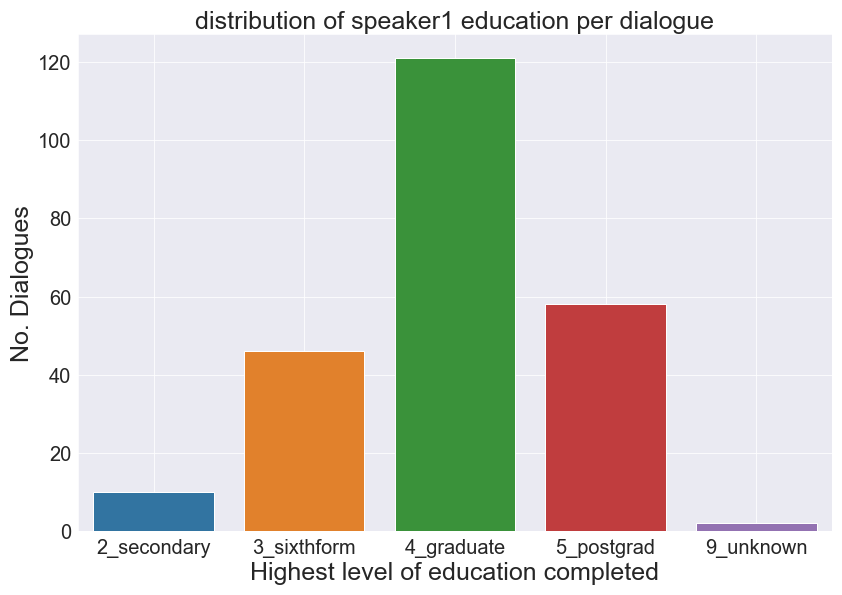 distribution of speaker1 education per dialogue
No. Dialogues
120
100
80
60
40
20
0
2_secondary 3_sixthform 4_graduate 5_postgrad 9_unknown
Highest level of education completed